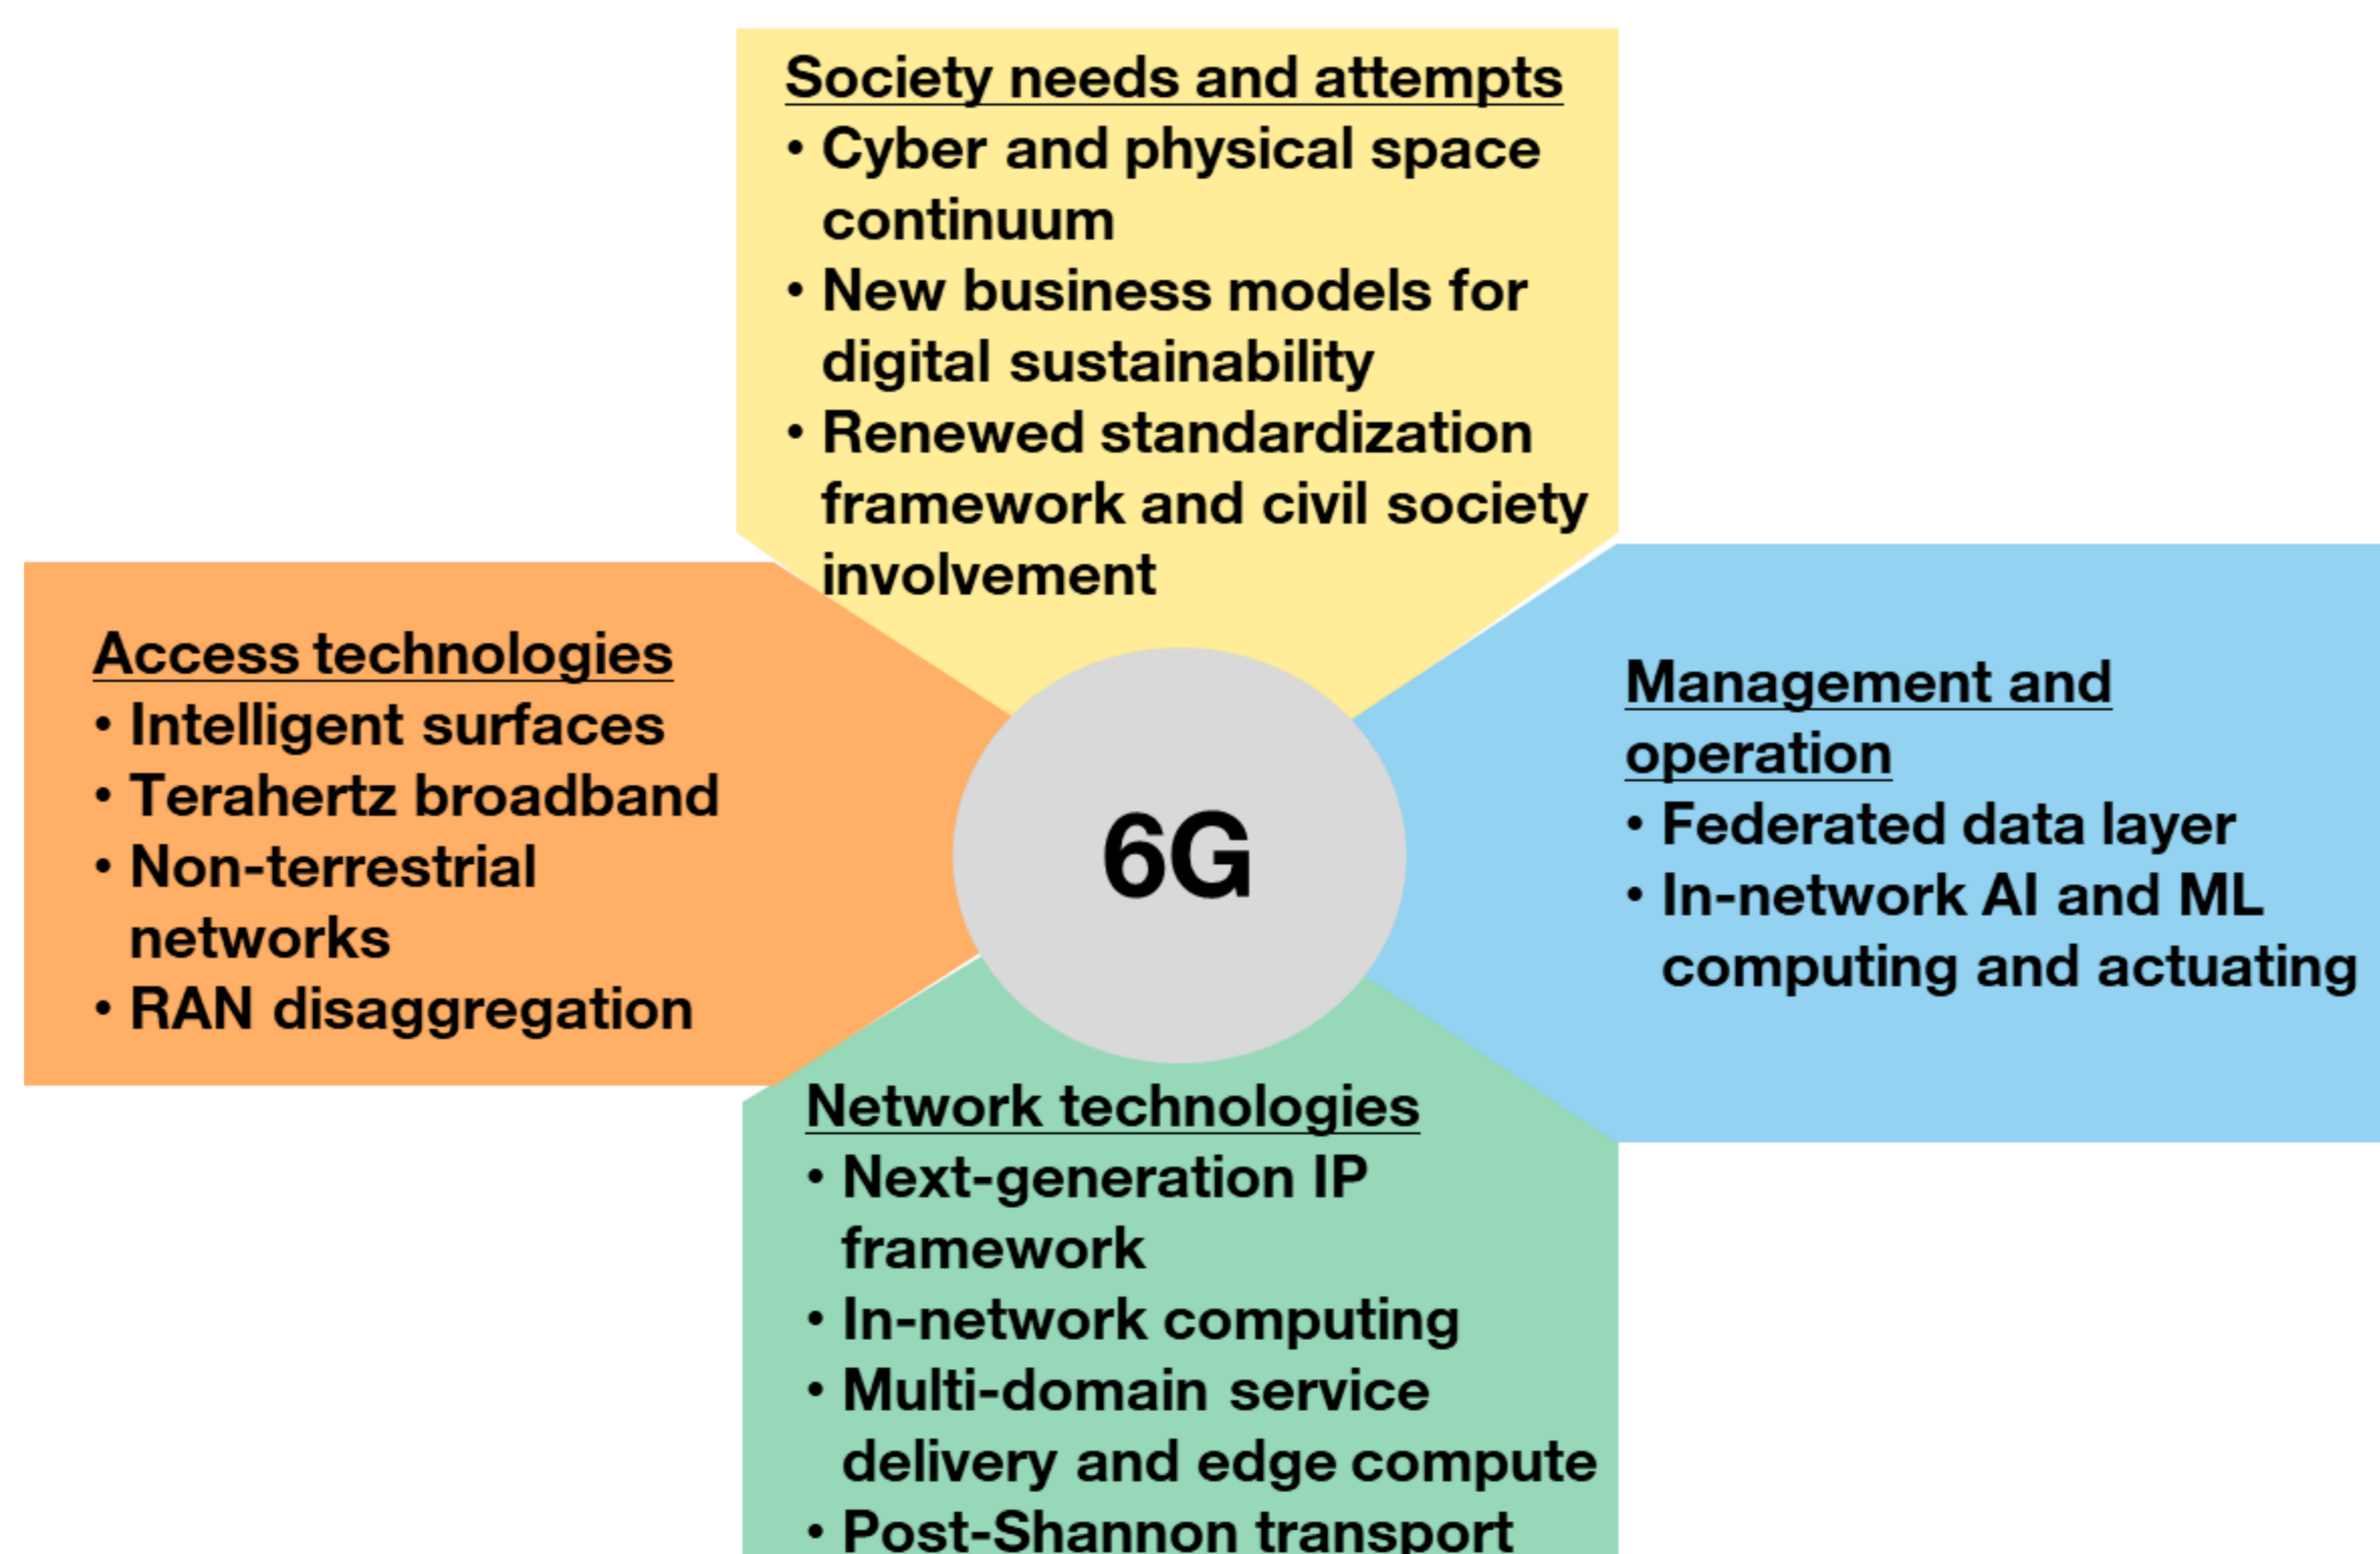 Society needs and attempts
• Cyber and physical space
continuum
• New business models for
digital sustainability
• Renewed standardization
framework and civil society
involvement
Access technologies
• Intelligent surfaces
• Terahertz broadband
• Non-terrestrial
networks
• RAN disaggregation
6G
Management and
operation
• Federated data layer
• In-network AI and ML
computing and actuating
Network technologies
• Next-generation IP
framework
• In-network computing
• Multi-domain service
delivery and edge compute
• Post-Shannon transport